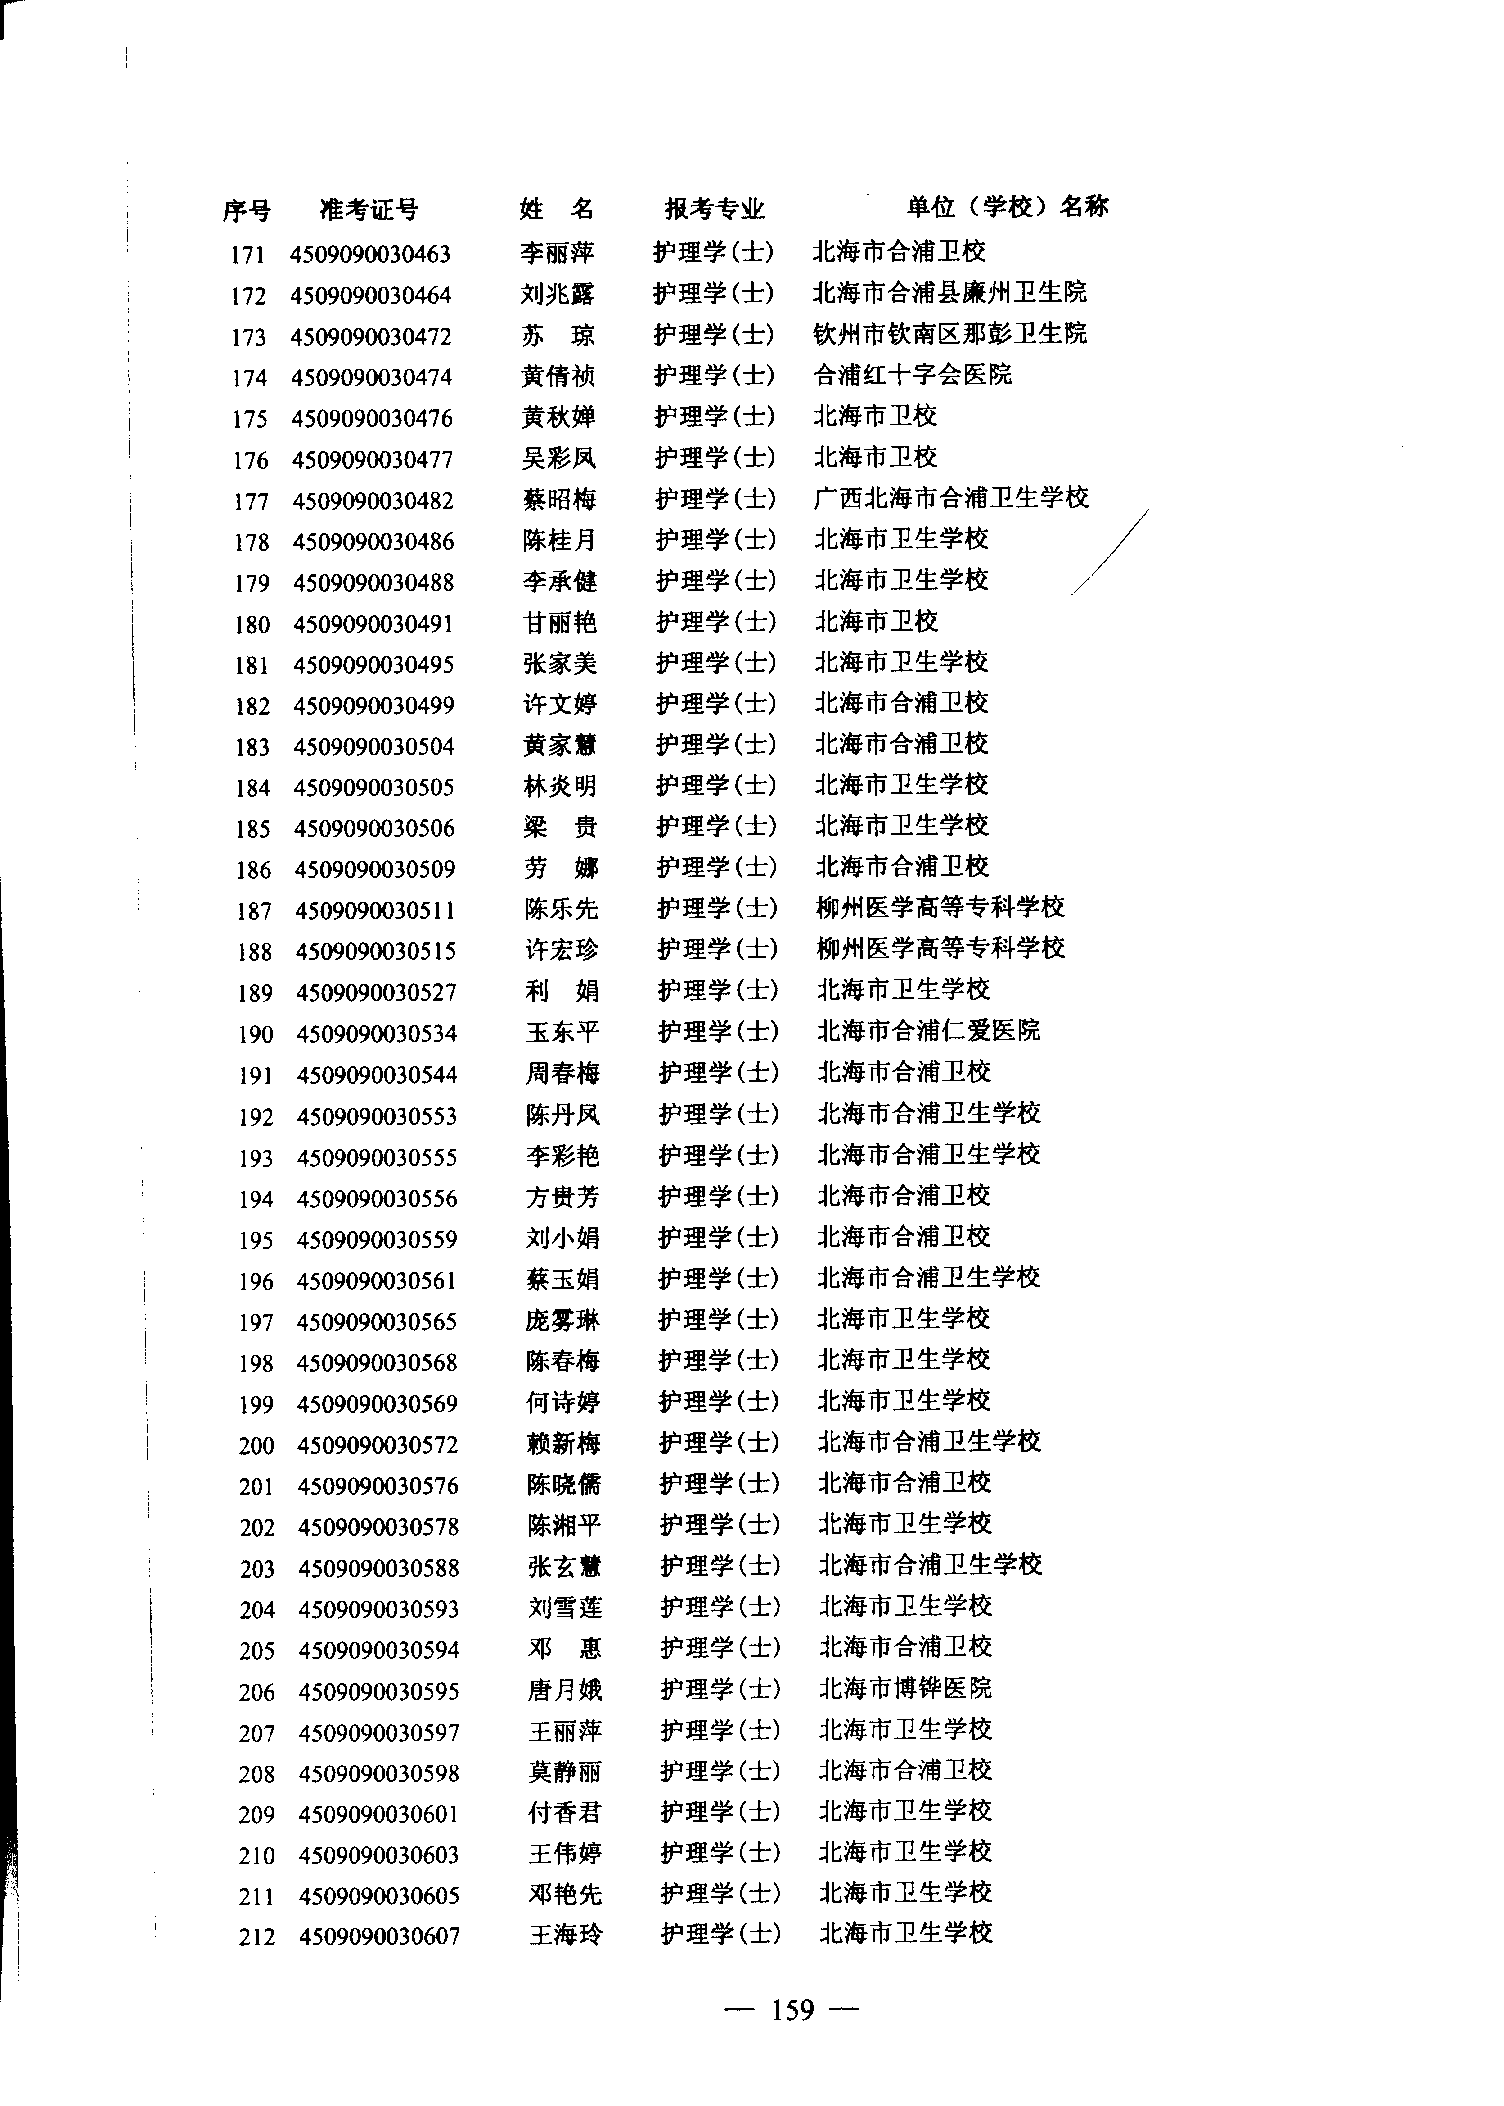 序号 准考证号 姓 名 报考专业 单位（学校）名称
171 4509090030463 李丽萍 护理学(士) 北海市合浦卫校
172 4509090030464 刘兆露 护理学(士) 北海市合浦县廉州卫生院
173 4509090030472 苏 琼 护理学(士) 钦州市钦南区那彭卫生院
174 4509090030474 黄倩祯 护理学(士) 合浦红十字会医院
175 4509090030476 黄秋婵 护理学(士) 北海市卫校
176 4509090030477 吴彩凤 护理学(士) 北海市卫校
177 4509090030482 蔡昭梅 护理学(士) 广西北海市合浦卫生学校
178 4509090030486 陈桂月 护理学(士) 北海市卫生学校
179 4509090030488 李承健 护理学(士) 北海市卫生学校
180 4509090030491 甘丽艳 护理学(士) 北海市卫校
181 4509090030495 张家美 护理学(士) 北海市卫生学校
182 4509090030499 许文婷 护理学(士) 北海市合浦卫校
183 4509090030504 黄家慧 护理学(士) 北海市合浦卫校
184 4509090030505 林炎明 护理学(士) 北海市卫生学校
185 4509090030506 梁 贵 护理学(士) 北海市卫生学校
186 4509090030509 劳 娜 护理学(士) 北海市合浦卫校
187 4509090030511 陈乐先 护理学(士) 柳州医学高等专科学校
188 4509090030515 许宏珍 护理学(士) 柳州医学高等专科学校
189 4509090030527 利 娟 护理学(士) 北海市卫生学校
190 4509090030534 玉东平 护理学(士) 北海市合浦仁爱医院
191 4509090030544 周春梅 护理学(士) 北海市合浦卫校
192 4509090030553 陈丹凤 护理学(士) 北海市合浦卫生学校
193 4509090030555 李彩艳 护理学(士) 北海市合浦卫生学校
194 4509090030556 方贵芳 护理学(士) 北海市合浦卫校
195 4509090030559 刘小娟 护理学(士) 北海市合浦卫校
196 4509090030561 蔡玉娟 护理学(士) 北海市合浦卫生学校
197 4509090030565 庞雾琳 护理学(士) 北海市卫生学校
198 4509090030568 陈春梅 护理学(士) 北海市卫生学校
199 4509090030569 何诗婷 护理学(士) 北海市卫生学校
200 4509090030572 赖新梅 护理学(士) 北海市合浦卫生学校
201 4509090030576 陈晓儒 护理学(士) 北海市合浦卫校
202 4509090030578 陈湘平 护理学(士) 北海市卫生学校
203 4509090030588 张玄慧 护理学(士) 北海市合浦卫生学校
204 4509090030593 刘雪莲 护理学(士) 北海市卫生学校
205 4509090030594 邓 惠 护理学(士) 北海市合浦卫校
206 4509090030595 唐月娥 护理学(士) 北海市博铧医院
207 4509090030597 王丽萍 护理学(士) 北海市卫生学校
208 4509090030598 莫静丽 护理学(士) 北海市合浦卫校
209 4509090030601 付香君 护理学(士) 北海市卫生学校
210 4509090030603 王伟婷 护理学(士) 北海市卫生学校
211 4509090030605 邓艳先 护理学(士) 北海市卫生学校
212 4509090030607 王海玲 护理学(士) 北海市卫生学校
— 159 —